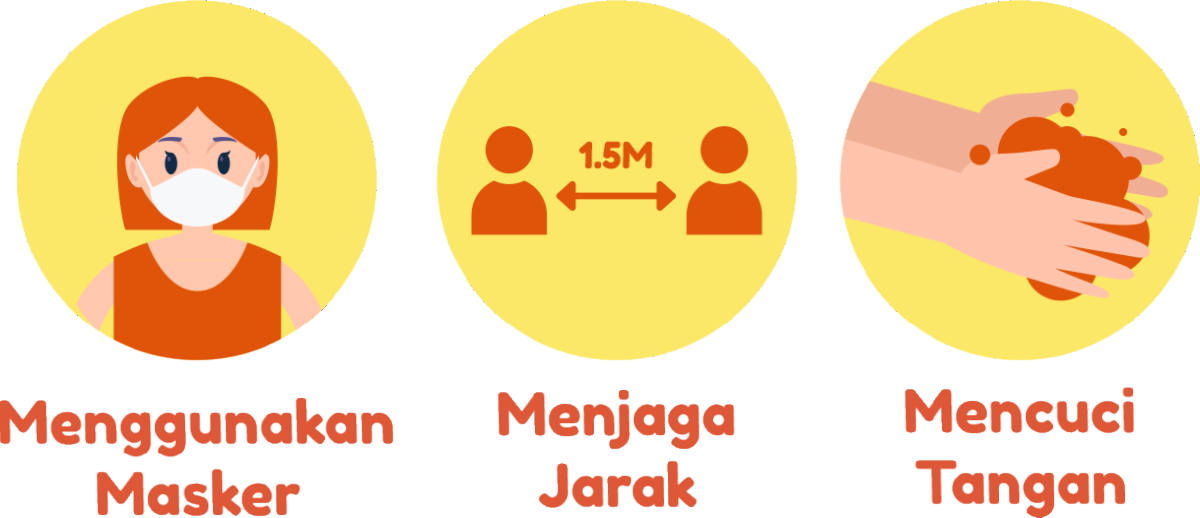 1.5M
Menggunakan
Masker
Menjaga
Jarak
Mencuci
Tangan